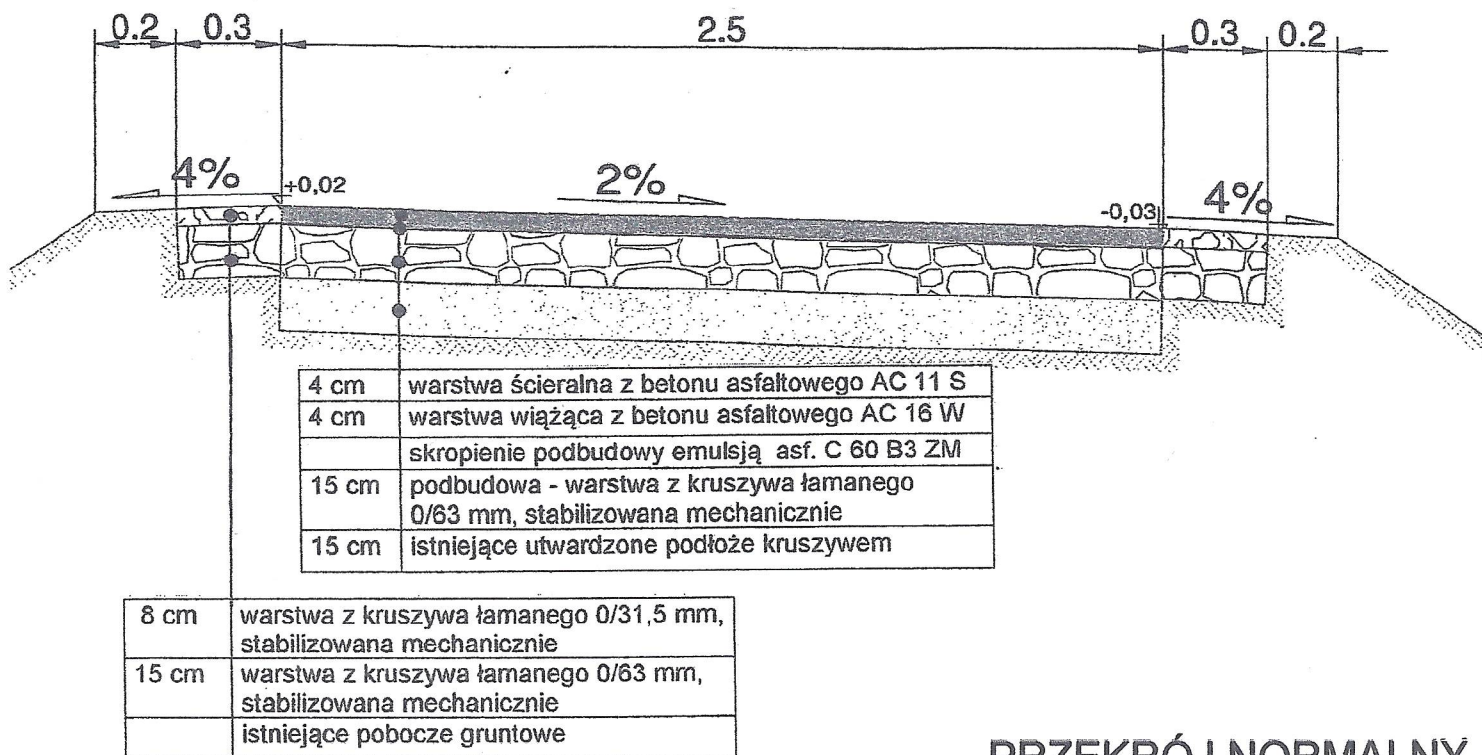 0.2 0.3 2.5 0.3 0.2
4% +0,02 2% -0,03 4%
4 cm warstwa ścieralna z betonu asfaltowego AC 11 S
4 cm warstwa wiążąca z betonu asfaltowego AC 16 W
skropienie podbudowy emulsją asf. C 60 B3 ZM
15 cm podbudowa - warstwa z kruszywa łamanego
0/63 mm, stabilizowana mechanicznie
15 cm istniejące utwardzone podłoże kruszywem
8 cm warstwa z kruszywa łamanego 0/31,5 mm,
stabilizowana mechanicznie
15 cm warstwa z kruszywa łamanego 0/63 mm,
stabilizowana mechanicznie
istniejące pobocze gruntowe
PRZEKRÓJ NORMALNY